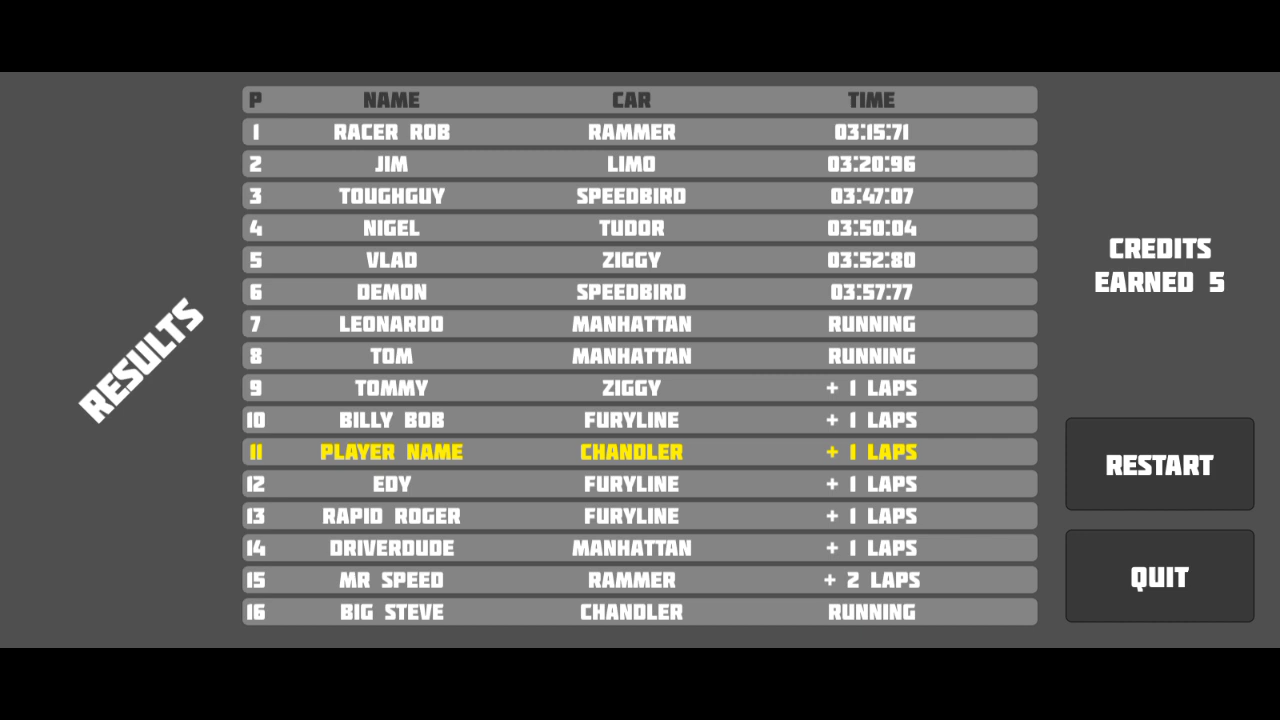 P NAME CAR TIME
1 RACER ROB RAMMER 03:15:71
2 JIM LIMO 03:20:96
3 TOUGHGUY SPEEDBIRD 03:47:07
4 NIGEL TUDOR 03:50:04
5 VLAD ZIGGY 03:52:80
6 DEMON SPEEDBIRD 03:57:77
7 LEONARDO MANHATTAN RUNNING
8 TOM MANHATTAN RUNNING
9 TOMMY ZIGGY + 1 LAPS
10 BILLY BOB FURYLINE + 1 LAPS
11 PLAYER NAME CHANDLER + 1 LAPS
12 EDY FURYLINE + 1 LAPS
13 RAPID ROGER FURYLINE + 1 LAPS
14 DRIVERDUDE MANHATTAN + 1 LAPS
15 MR SPEED RAMMER + 2 LAPS
16 BIG STEVE CHANDLER RUNNING
RESULTS
CREDITS
EARNED 5
RESTART
QUIT